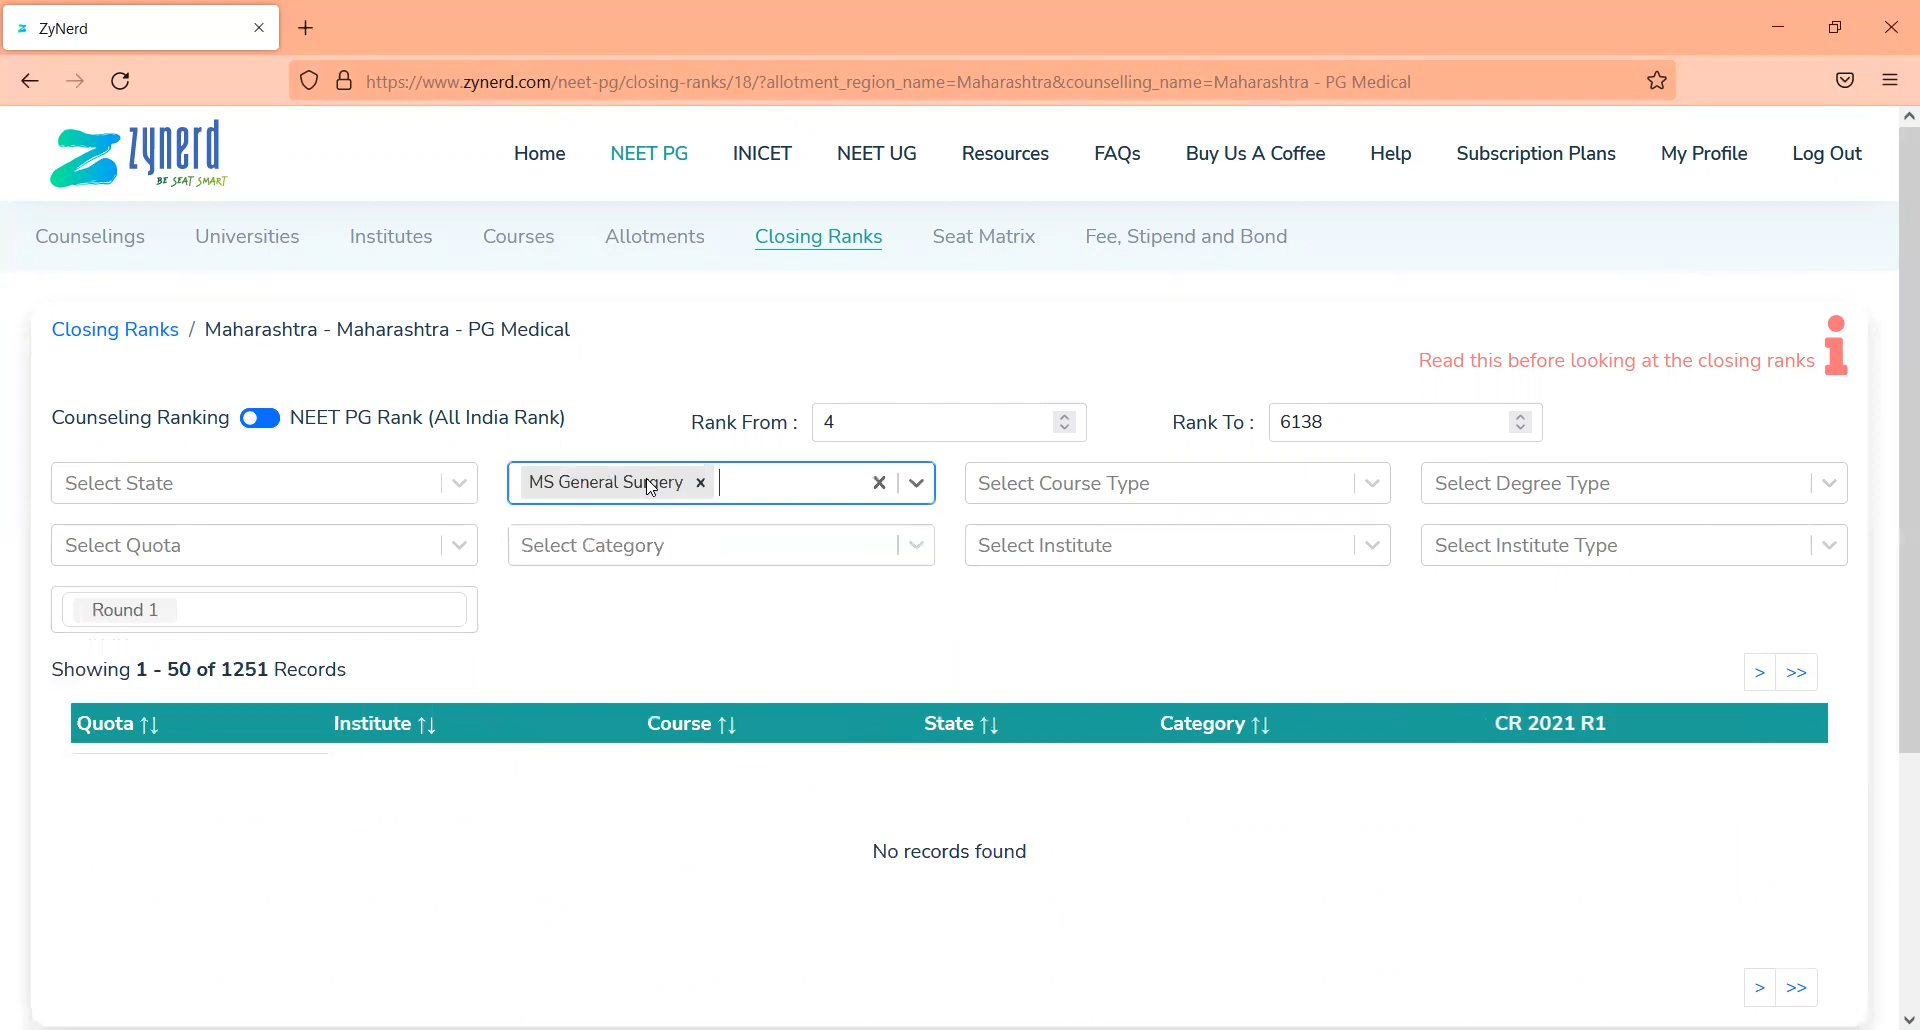 ZyNerd
https://www.zynerd.com/neet-pg/closing-ranks/18/?allotment_region_name=Maharashtra&counselling_name=Maharashtra - PG Medical
zynerd
BE SEAT SMART
Home NEET PG INICET NEET UG Resources FAQs Buy Us A Coffee Help Subscription Plans My Profile Log Out
Counselings Universities Institutes Courses Allotments Closing Ranks Seat Matrix Fee, Stipend and Bond
Closing Ranks / Maharashtra - Maharashtra - PG Medical
Read this before looking at the closing ranks
Counseling Ranking NEET PG Rank (All India Rank) Rank From : 4 Rank To : 6138
Select State MS General Surgery Select Course Type Select Degree Type
Select Quota Select Category Select Institute Select Institute Type
Round 1
Showing 1 - 50 of 1251 Records > >>
Quota Institute Course State Category CR 2021 R1
No records found
> >>